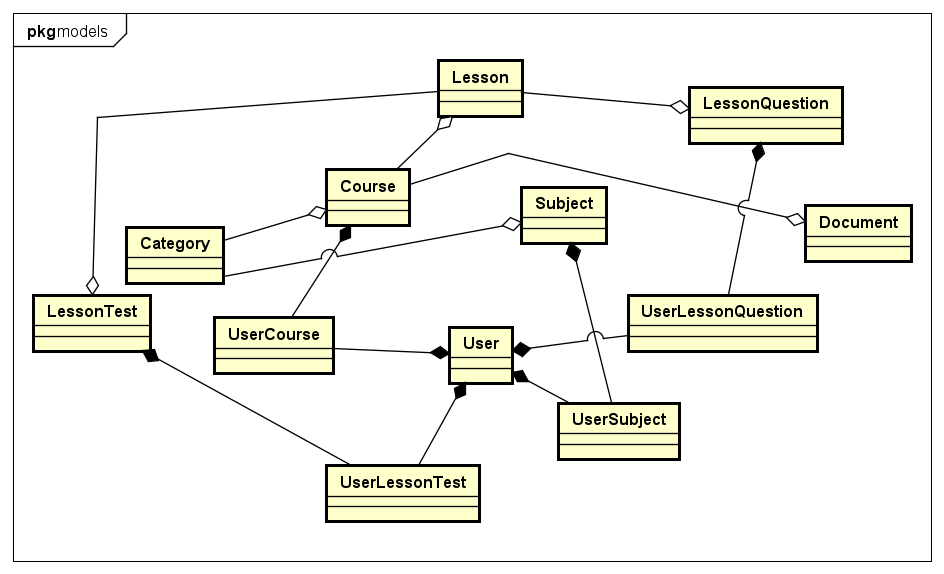 pkgmodels
Lesson
LessonQuestion
Course
Subject
Document
Category
LessonTest
UserLessonQuestion
UserCourse
User
UserSubject
UserLessonTest